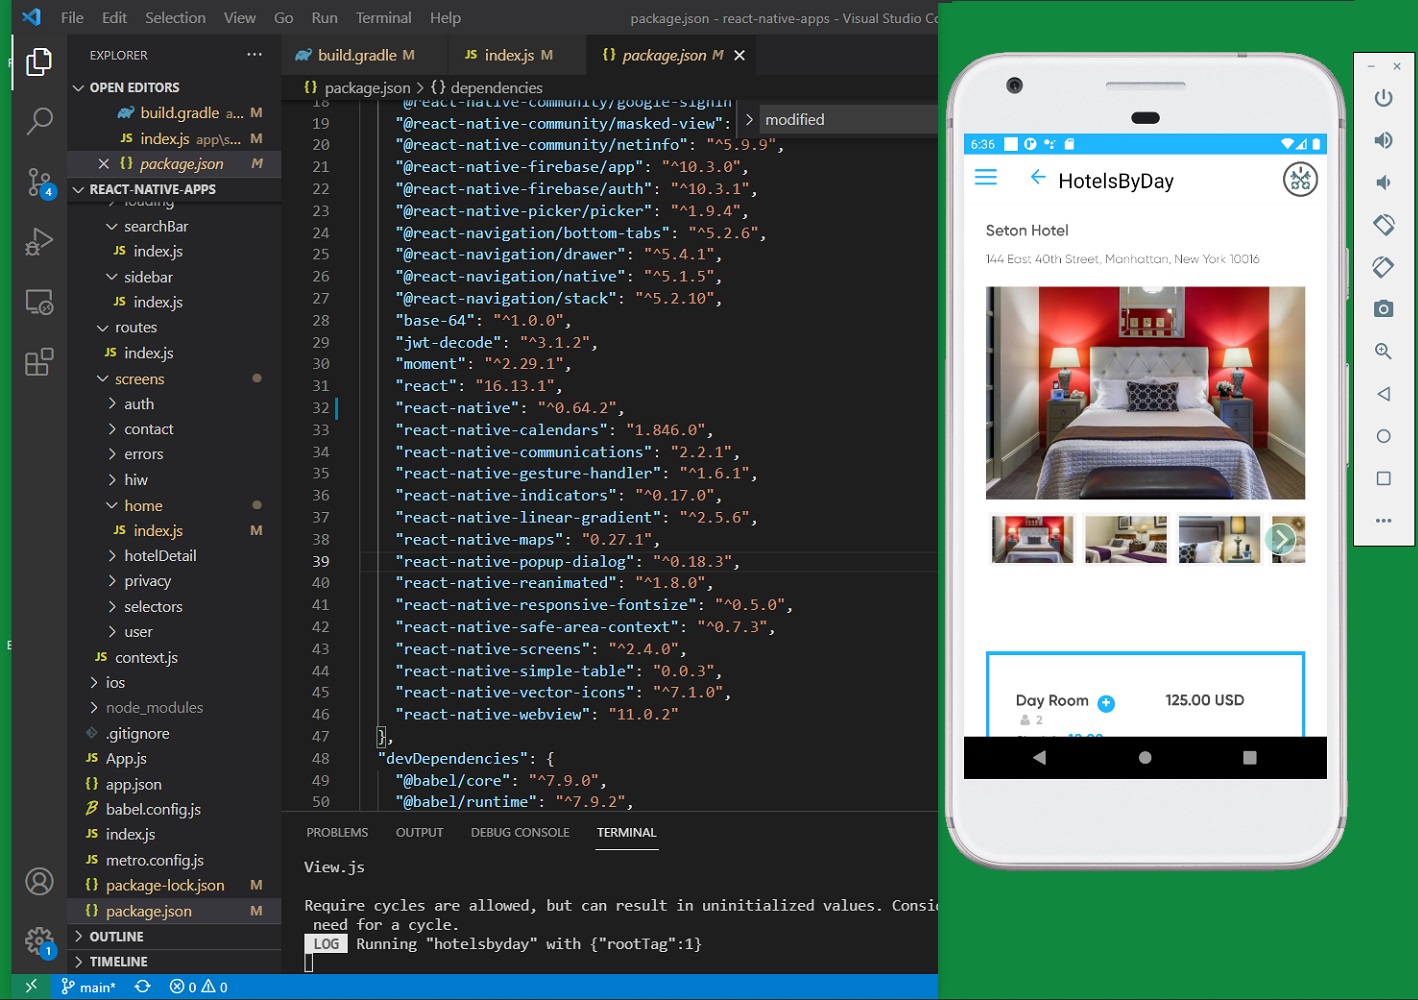 File Edit Selection View Go Run Terminal Help
package.json - react-native-apps - Visual Studio Co
EXPLORER
OPEN EDITORS
build.gradle a... M
index.js app\s... M
package.json M
REACT-NATIVE-APPS
loading
searchBar
JS index.js
sidebar
JS index.js
routes
JS index.js
screens
auth
contact
errors
hiw
home
JS index.js M
hotelDetail
privacy
selectors
user
JS context.js
ios
node_modules
.gitignore
JS App.js
{} app.json
babel.config.js
JS index.js
JS metro.config.js
{} package-lock.json M
{} package.json M
OUTLINE
TIMELINE
4
1
build.gradle M
JS index.js M
{} package.json M
{} package.json > {} dependencies
modified
18 "@react-native-community/google-signin
19 "@react-native-community/masked-view":
20 "@react-native-community/netinfo": "^5.9.9",
21 "@react-native-firebase/app": "^10.3.0",
22 "@react-native-firebase/auth": "^10.3.1",
23 "@react-native-picker/picker": "^1.9.4",
24 "@react-navigation/bottom-tabs": "^5.2.6",
25 "@react-navigation/drawer": "^5.4.1",
26 "@react-navigation/native": "^5.1.5",
27 "@react-navigation/stack": "^5.2.10",
28 "base-64": "^1.0.0",
29 "jwt-decode": "^3.1.2",
30 "moment": "^2.29.1",
31 "react": "16.13.1",
32 "react-native": "^0.64.2",
33 "react-native-calendars": "1.846.0",
34 "react-native-communications": "2.2.1",
35 "react-native-gesture-handler": "^1.6.1",
36 "react-native-indicators": "^0.17.0",
37 "react-native-linear-gradient": "^2.5.6",
38 "react-native-maps": "0.27.1",
39 "react-native-popup-dialog": "^0.18.3",
40 "react-native-reanimated": "^1.8.0",
41 "react-native-responsive-fontsize": "^0.5.0",
42 "react-native-safe-area-context": "^0.7.3",
43 "react-native-screens": "^2.4.0",
44 "react-native-simple-table": "0.0.3",
45 "react-native-vector-icons": "^7.1.0",
46 "react-native-webview": "11.0.2"
47 },
48 "devDependencies": {
49 "@babel/core": "^7.9.0",
50 "@babel/runtime": "^7.9.2",
PROBLEMS OUTPUT DEBUG CONSOLE TERMINAL
View.js
Require cycles are allowed, but can result in uninitialized values. Consid
need for a cycle.
LOG Running "hotelsbyday" with {"rootTag":1}
main* 0 0
6:36
HotelsByDay
Seton Hotel
144 East 40th Street, Manhattan, New York 10016
Day Room 125.00 USD
2